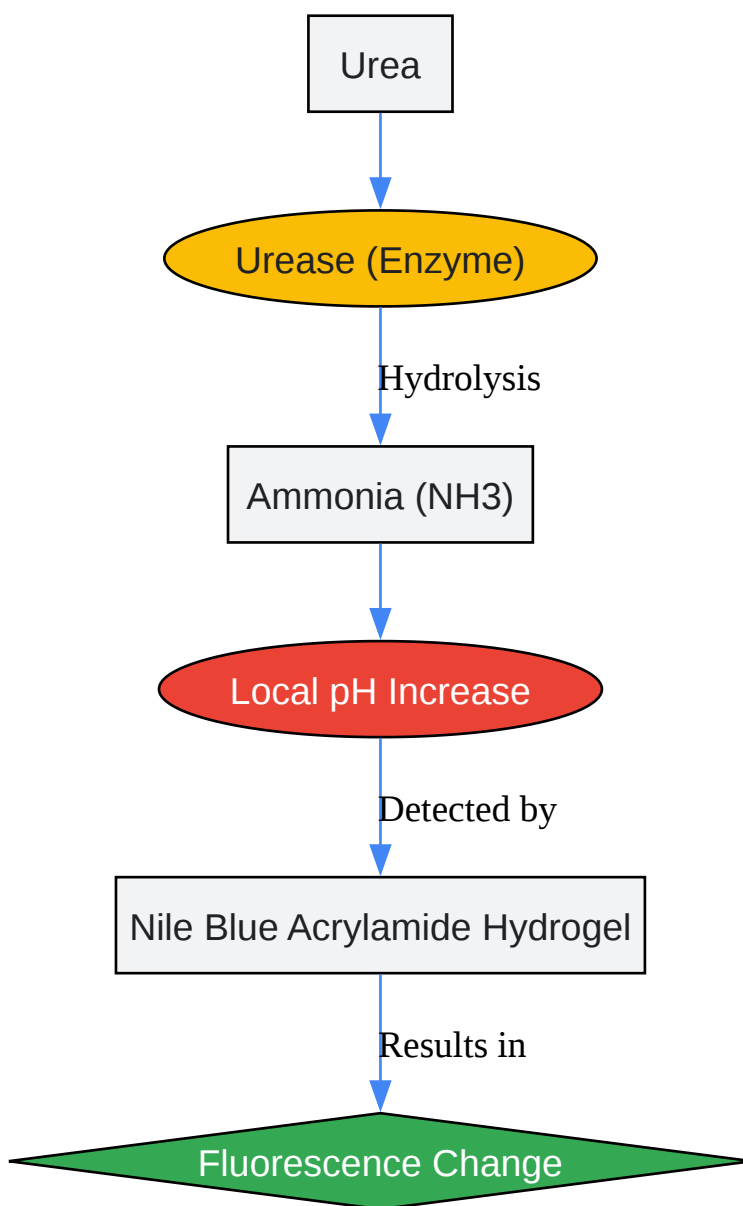 Urea
Urease (Enzyme)
Hydrolysis
Ammonia (NH3)
Local pH Increase
Detected by
Nile Blue Acrylamide Hydrogel
Results in
Fluorescence Change